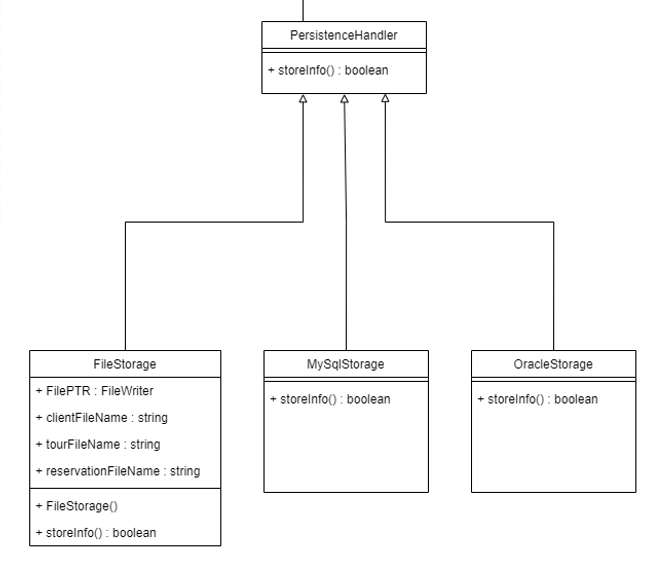 PersistenceHandler
+ storeInfo() : boolean
FileStorage
+ FilePTR : FileWriter
+ clientFileName : string
+ tourFileName : string
+ reservationFileName : string
+ FileStorage()
+ storeInfo() : boolean
MySqlStorage
+ storeInfo() : boolean
OracleStorage
+ storeInfo() : boolean